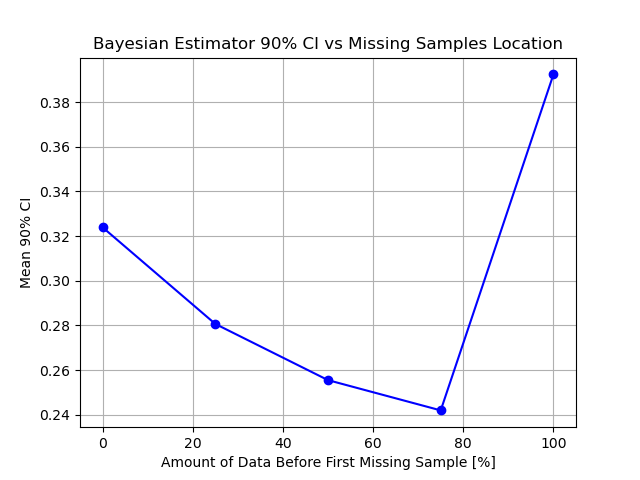 Bayesian Estimator 90% CI vs Missing Samples Location
0.38
0.36
0.34
0.32
0.30
0.28
0.26
0.24
Mean 90% CI
0 20 40 60 80 100
Amount of Data Before First Missing Sample [%]